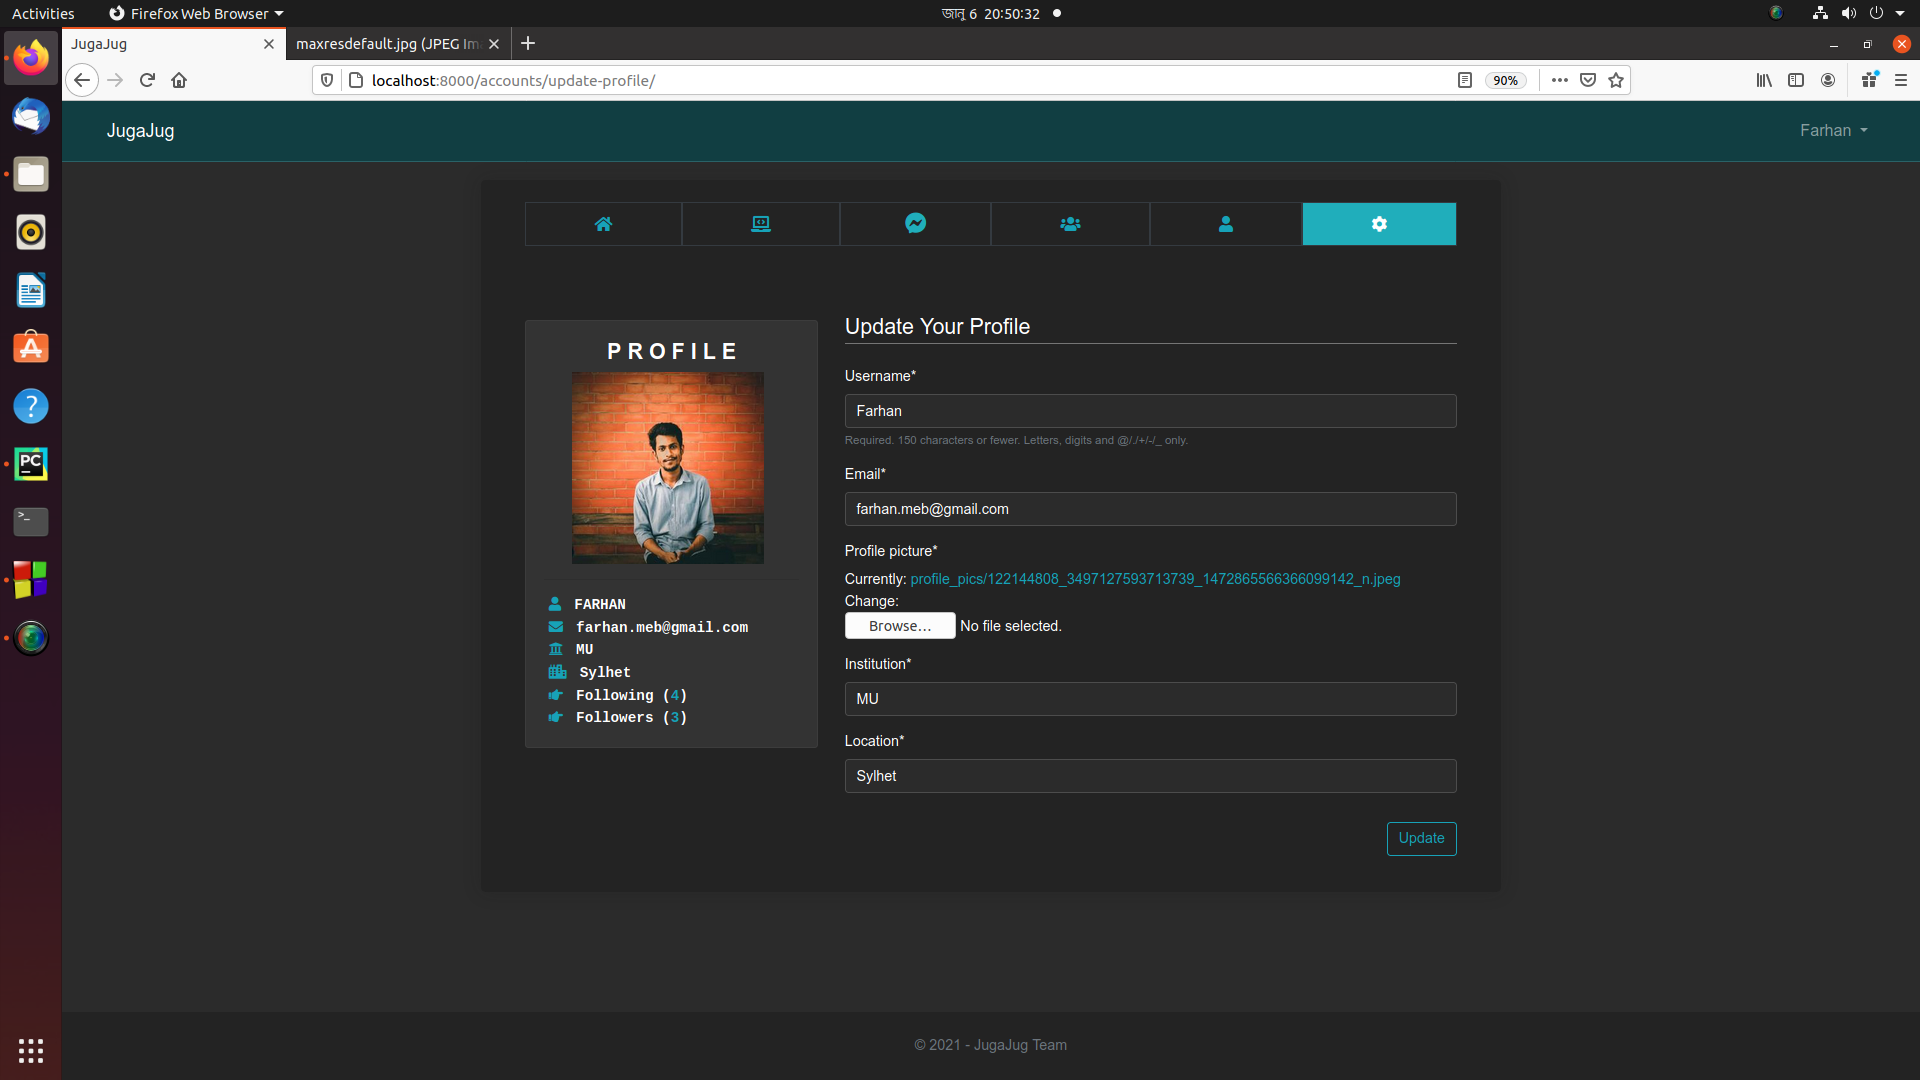 Activities
Firefox Web Browser
জানু 6 20:50:32
JugaJug
maxresdefault.jpg (JPEG Im
localhost:8000/accounts/update-profile/
90%
JugaJug
Farhan
PROFILE
FARHAN
farhan.meb@gmail.com
MU
Sylhet
Following (4)
Followers (3)
Update Your Profile
Username*
Farhan
Required. 150 characters or fewer. Letters, digits and @/./+/-/_ only.
Email*
farhan.meb@gmail.com
Profile picture*
Currently: profile_pics/122144808_3497127593713739_1472865566366099142_n.jpeg
Change:
Browse... No file selected.
Institution*
MU
Location*
Sylhet
Update
© 2021 - JugaJug Team
PC
>_